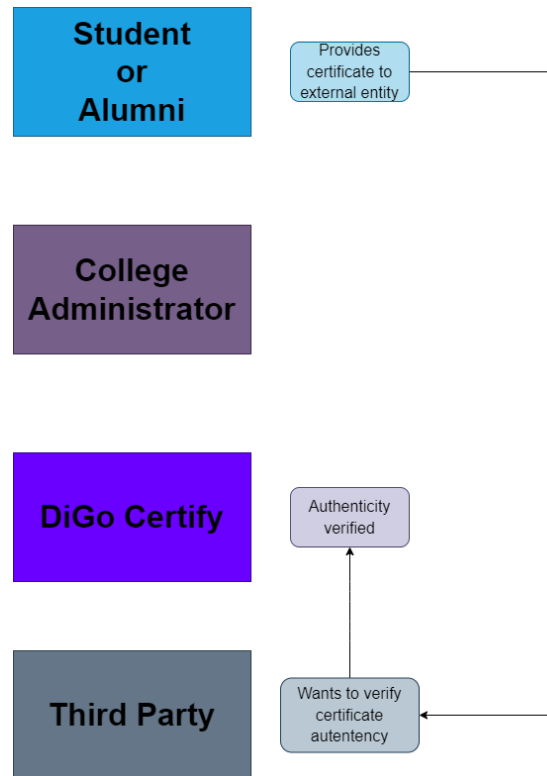 Student
or
Alumni
Provides
certificate to
external entity
College
Administrator
DiGo Certify
Authenticity
verified
Third Party
Wants to verify
certificate
autentency